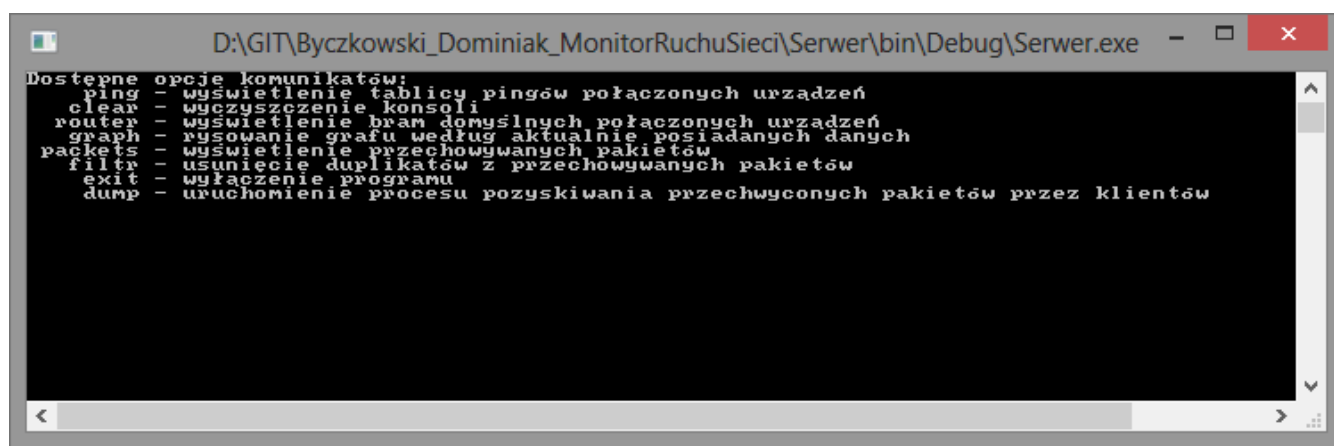 D:\GIT\Byczkowski_Dominiak_MonitorRuchuSieci\Serwer\bin\Debug\Serwer.exe
Dostępne opcje komunikatów:
ping - wyświetlenie tablicy pingów połączonych urządzeń
clear - wyczyszczenie konsoli
router - wyświetlenie bram domyślnych połączonych urządzeń
graph - rysowanie grafu według aktualnie posiadanych danych
packets - wyświetlenie przechowywanych pakietów
filtr - usunięcie duplikatów z przechowywanych pakietów
exit - wyłączenie programu
dump - uruchomienie procesu pozyskiwania przechwyconych pakietów przez klientów